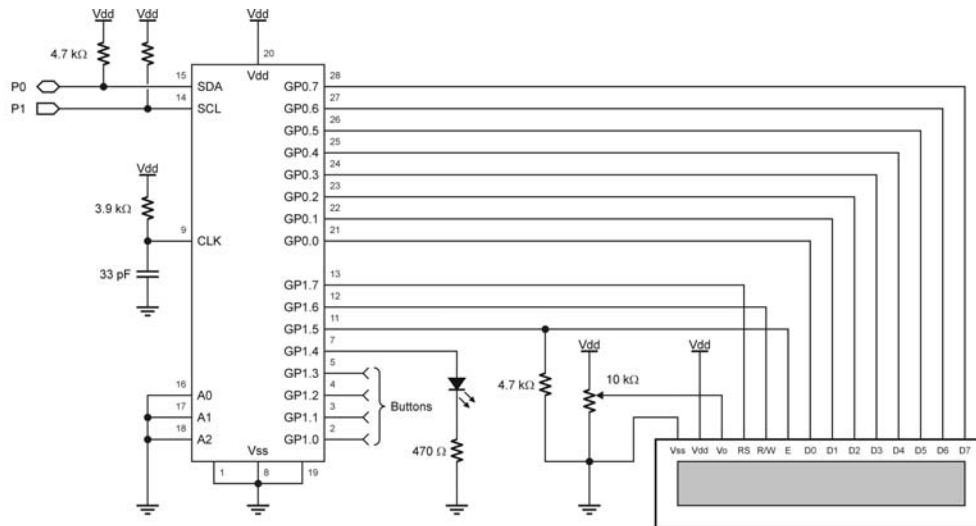 Vdd Vdd Vdd
4.7 kΩ
20
Vdd
P0 15 SDA GP0.7 28
P1 14 SCL GP0.6 27
GP0.5 26
GP0.4 25
Vdd GP0.3 24
GP0.2 23
3.9 kΩ GP0.1 22
9 CLK GP0.0 21
33 pF
GP1.7 13
GP1.6 12
GP1.5 11
GP1.4 7
Vdd Vdd
GP1.3 5
4.7 kΩ 10 kΩ
16 A0 GP1.2 4
Buttons
17 A1 GP1.1 3
18 A2 GP1.0 2
Vss
470 Ω
1 8 19
Vss Vdd Vo RS R/W E D0 D1 D2 D3 D4 D5 D6 D7